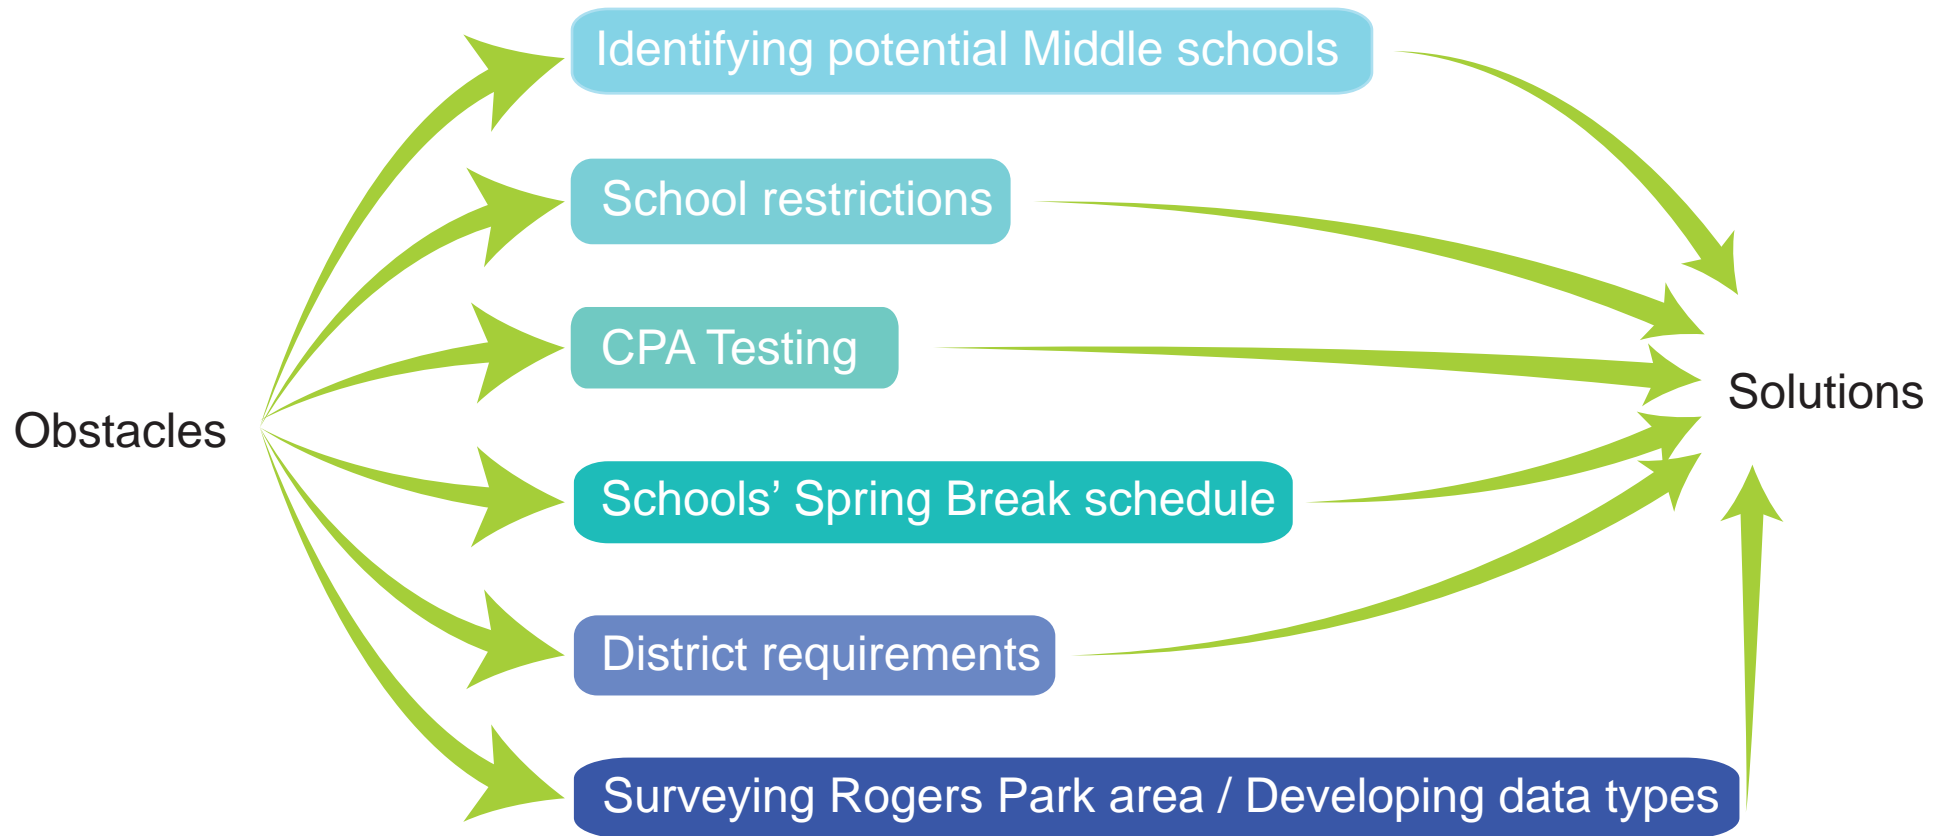 Identifying potential Middle schools
School restrictions
CPA Testing
Solutions
Obstacles
Schools’ Spring Break schedule
District requirements
Surveying Rogers Park area / Developing data types